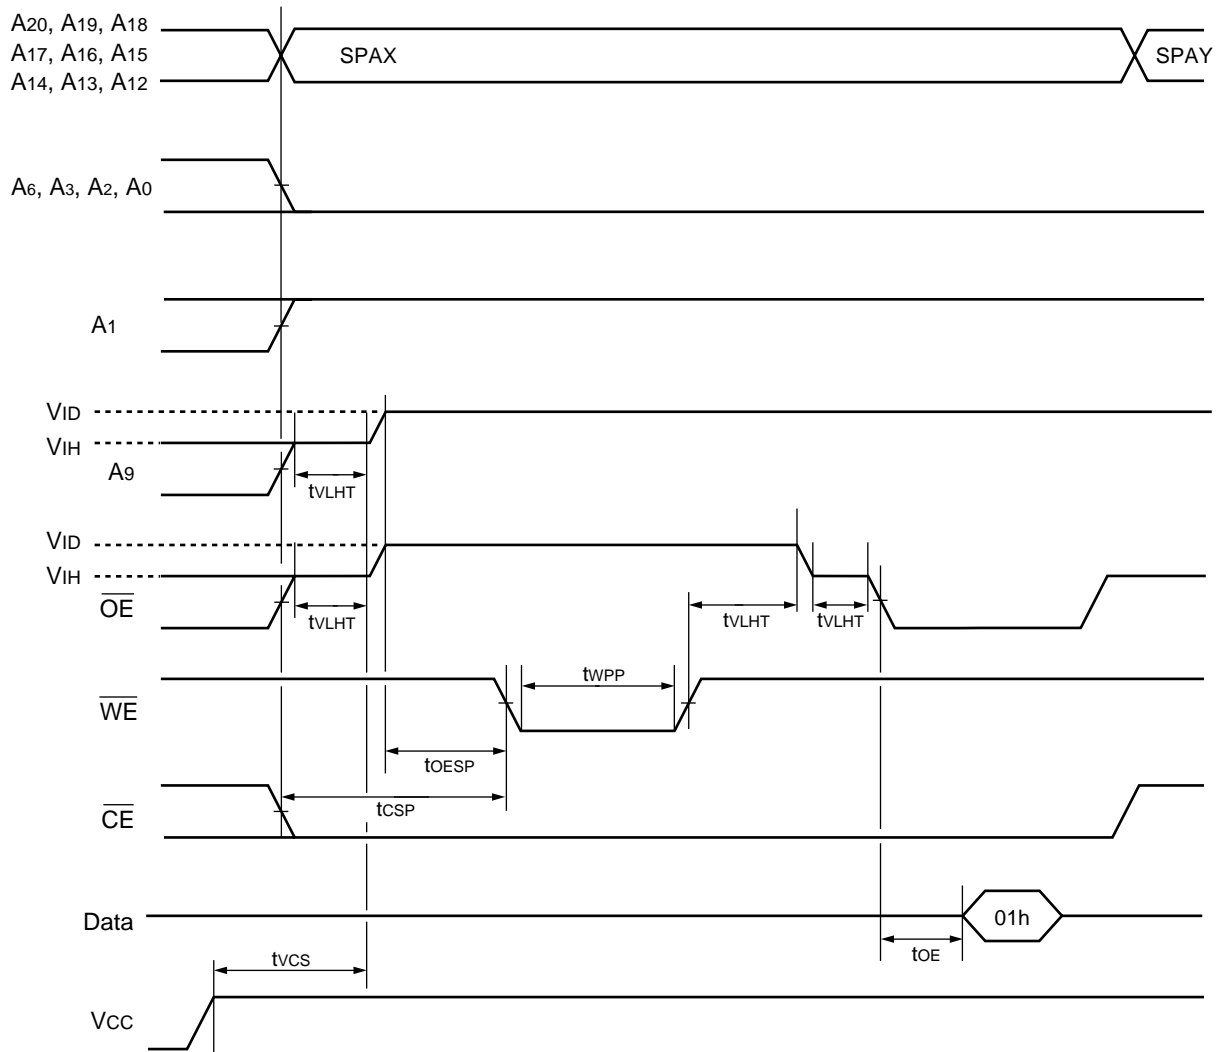 A20, A19, A18
A17, A16, A15
A14, A13, A12
SPAX
SPAY
A6, A3, A2, A0
A1
VID
VIH
A9
tVLHT
VID
VIH
OE
tVLHT
tVLHT
tVLHT
WE
tWPP
tOESP
CE
tCSP
Data
01h
tOE
tVCS
VCC